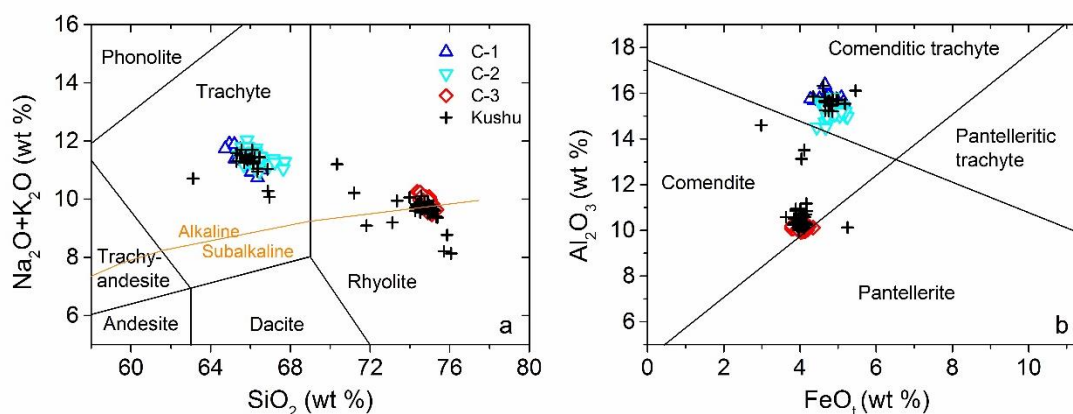 Na₂O+K₂O (wt %)
16
14
12
10
8
6
Phonolite
Trachyte
C-1
C-2
C-3
Kushu
Alkaline
Subalkaline
Trachy-
andesite
Andesite
Dacite
Rhyolite
a
60
64
68
72
76
80
SiO₂ (wt %)
Al₂O₃ (wt %)
18
16
14
12
10
8
6
Comenditic trachyte
Pantelleritic
trachyte
Comendite
Pantellerite
b
0
2
4
6
8
10
FeOₜ (wt %)